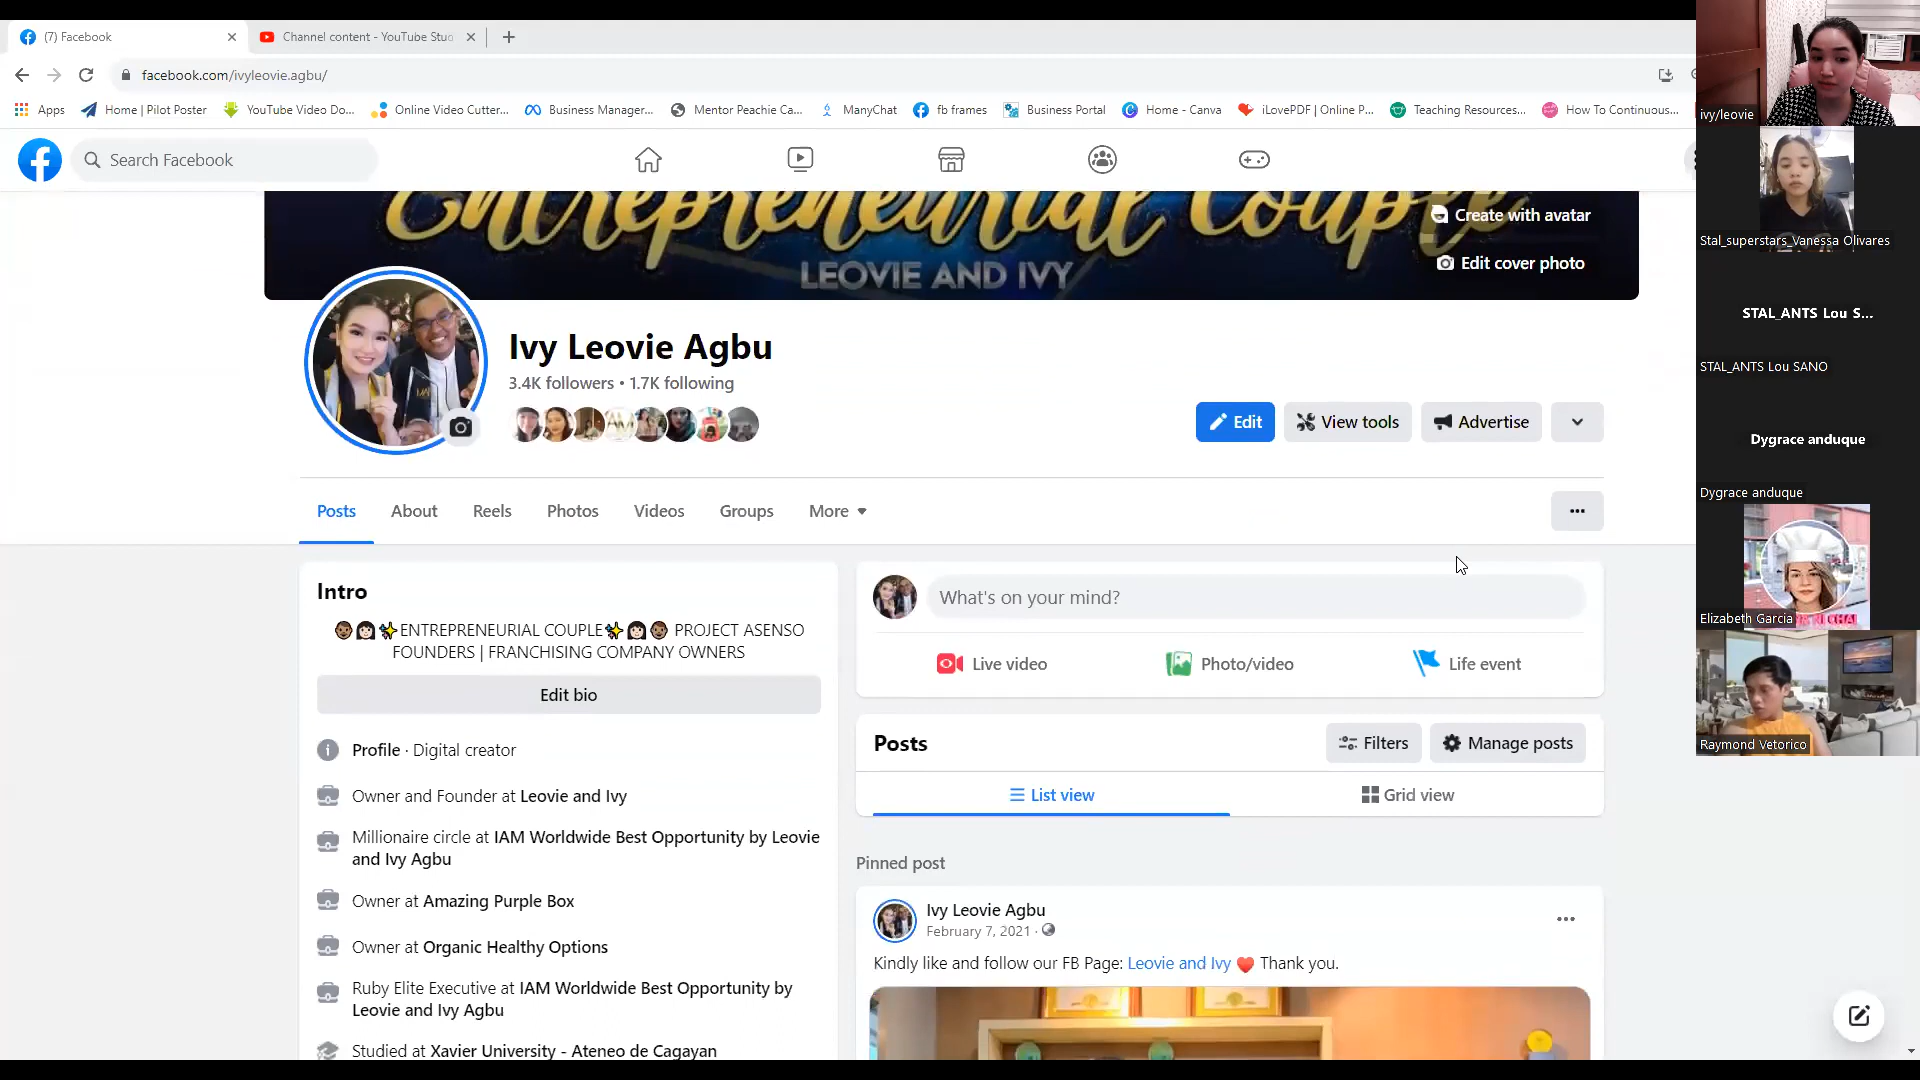 (7) Facebook
Channel content - YouTube Stu
facebook.com/ivyleovie.agbu/
Apps
Home | Pilot Poster
YouTube Video Do...
Online Video Cutter...
Business Manager...
Mentor Peachie Ca...
ManyChat
fb frames
Business Portal
Home - Canva
iLovePDF | Online P...
Teaching Resources...
How To Continuous...
Search Facebook
Entrepreneurial Couple
LEOVIE AND IVY
Create with avatar
Edit cover photo
Ivy Leovie Agbu
3.4K followers • 1.7K following
Edit
View tools
Advertise
Posts
About
Reels
Photos
Videos
Groups
More
Intro
👨🏽👩🏻✨ENTREPRENEURIAL COUPLE✨👩🏻👨🏽 PROJECT ASENSO
FOUNDERS | FRANCHISING COMPANY OWNERS
Edit bio
Profile · Digital creator
Owner and Founder at Leovie and Ivy
Millionaire circle at IAM Worldwide Best Opportunity by Leovie
and Ivy Agbu
Owner at Amazing Purple Box
Owner at Organic Healthy Options
Ruby Elite Executive at IAM Worldwide Best Opportunity by
Leovie and Ivy Agbu
Studied at Xavier University - Ateneo de Cagayan
What's on your mind?
Live video
Photo/video
Life event
Posts
Filters
Manage posts
List view
Grid view
Pinned post
Ivy Leovie Agbu
February 7, 2021 ·
Kindly like and follow our FB Page: Leovie and Ivy ♥ Thank you.
ivy/leovie
Stal_superstars_Vanessa Olivares
STAL_ANTS Lou S...
STAL_ANTS Lou SANO
Dygrace anduque
Dygrace anduque
Elizabeth Garcia
Raymond Vetorico